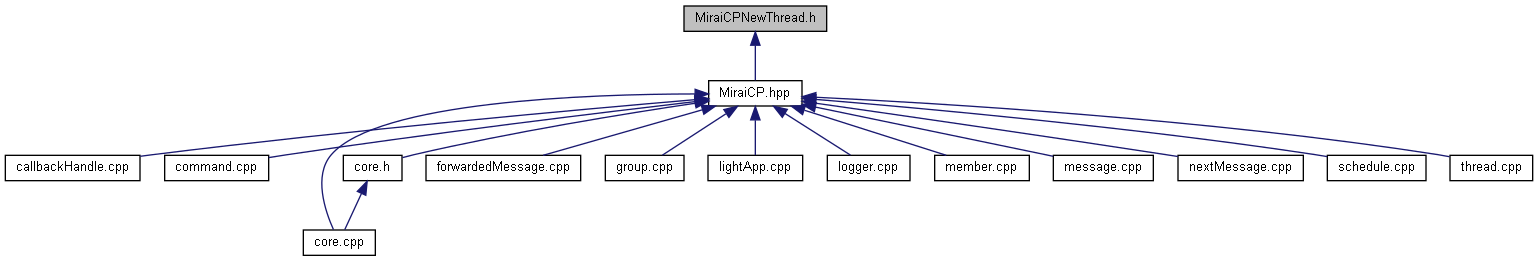 MiraiCPNewThread.h
MiraiCP.hpp
callbackHandle.cpp
command.cpp
core.h
forwardedMessage.cpp
group.cpp
lightApp.cpp
logger.cpp
member.cpp
message.cpp
nextMessage.cpp
schedule.cpp
thread.cpp
core.cpp